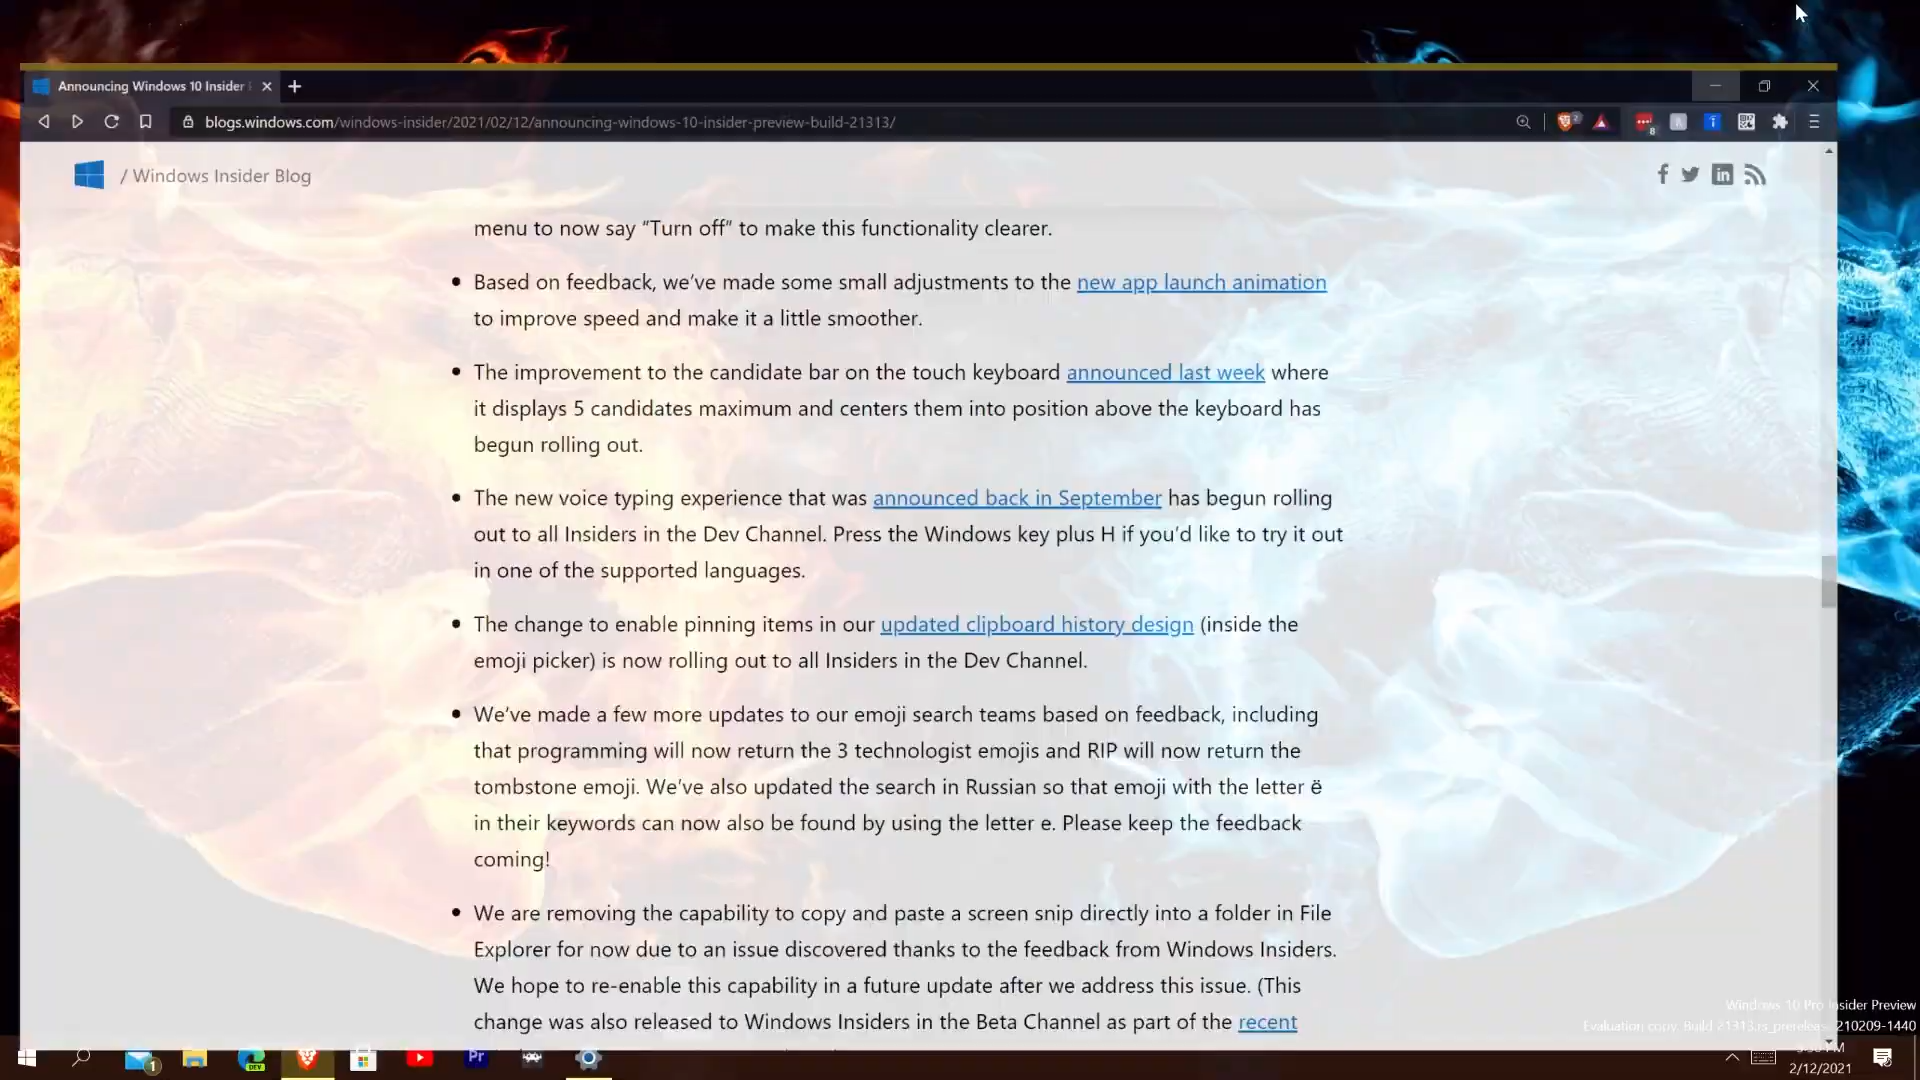 Announcing Windows 10 Insider
blogs.windows.com/windows-insider/2021/02/12/announcing-windows-10-insider-preview-build-21313/
2
8
/ Windows Insider Blog
menu to now say “Turn off” to make this functionality clearer.
• Based on feedback, we’ve made some small adjustments to the new app launch animation
to improve speed and make it a little smoother.
• The improvement to the candidate bar on the touch keyboard announced last week where
it displays 5 candidates maximum and centers them into position above the keyboard has
begun rolling out.
• The new voice typing experience that was announced back in September has begun rolling
out to all Insiders in the Dev Channel. Press the Windows key plus H if you’d like to try it out
in one of the supported languages.
• The change to enable pinning items in our updated clipboard history design (inside the
emoji picker) is now rolling out to all Insiders in the Dev Channel.
• We’ve made a few more updates to our emoji search teams based on feedback, including
that programming will now return the 3 technologist emojis and RIP will now return the
tombstone emoji. We’ve also updated the search in Russian so that emoji with the letter ë
in their keywords can now also be found by using the letter e. Please keep the feedback
coming!
• We are removing the capability to copy and paste a screen snip directly into a folder in File
Explorer for now due to an issue discovered thanks to the feedback from Windows Insiders.
We hope to re-enable this capability in a future update after we address this issue. (This
change was also released to Windows Insiders in the Beta Channel as part of the recent
Windows 10 Pro Insider Preview
Evaluation copy. Build 21313.rs_prerelease.210209-1440
1
DEV
Pr
2/12/2021